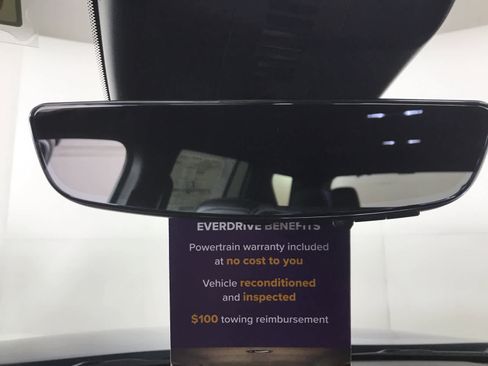 EVERDRIVE BENEFITS
Powertrain warranty included
at no cost to you
Vehicle reconditioned
and inspected
$100 towing reimbursement